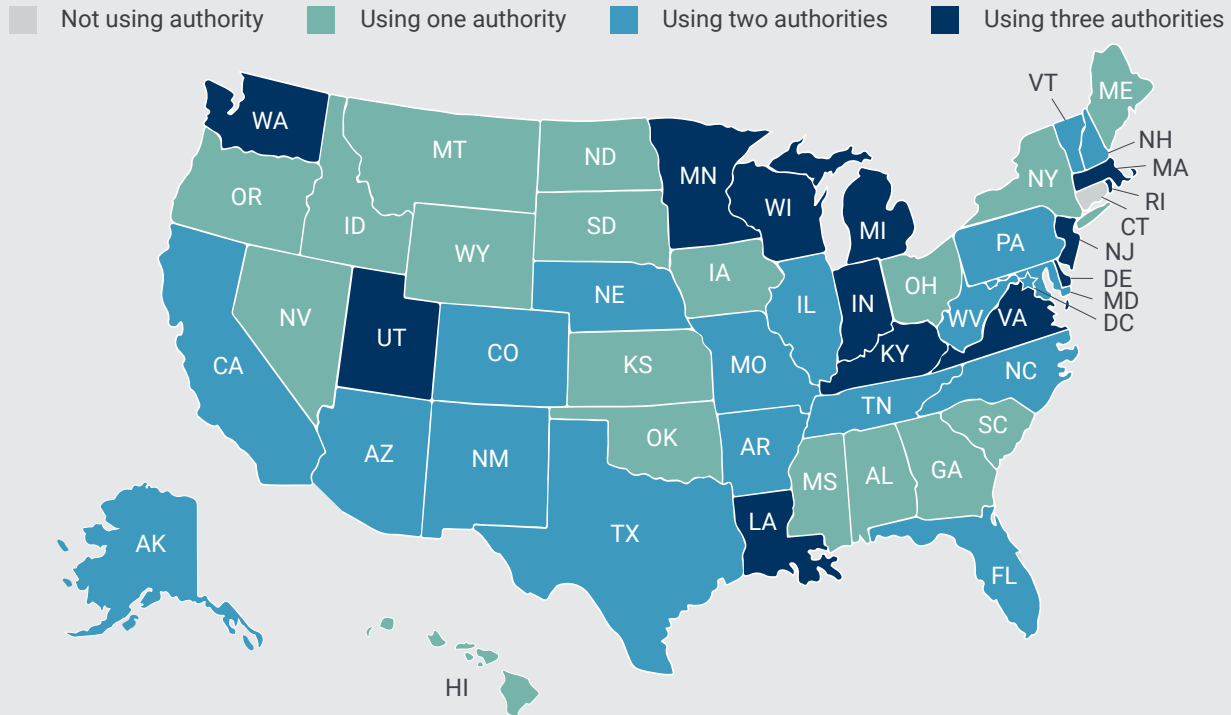 Not using authority
Using one authority
Using two authorities
Using three authorities
VT
ME
WA
NH
MT
ND
MA
MN
NY
OR
WI
RI
SD
ID
CT
MI
PA
WY
NJ
IA
OH
DE
NE
MD
IL
IN
NV
WV
VA
DC
UT
CO
KY
CA
KS
MO
NC
TN
SC
OK
AR
AZ
NM
MS
AL
GA
LA
TX
AK
FL
HI